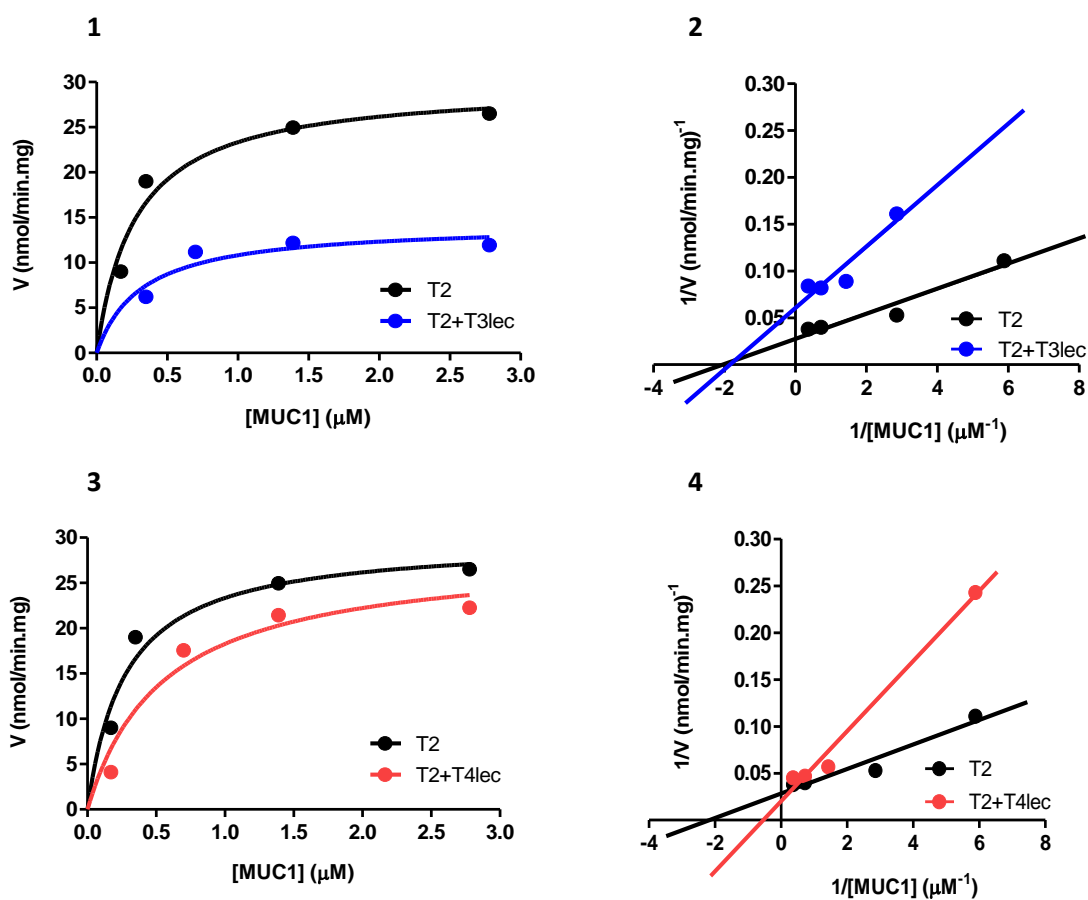 1
V (nmol/min.mg)
30
25
20
15
10
5
0
0.0 0.5 1.0 1.5 2.0 2.5 3.0
[MUC1] (μM)
T2
T2+T3lec
2
1/V (nmol/min.mg)⁻¹
0.30
0.25
0.20
0.15
0.10
0.05
-4 -2 0 2 4 6 8
1/[MUC1] (μM⁻¹)
T2
T2+T3lec
3
V (nmol/min.mg)
30
25
20
15
10
5
0
0.0 0.5 1.0 1.5 2.0 2.5 3.0
[MUC1] (μM)
T2
T2+T4lec
4
1/V (nmol/min.mg)⁻¹
0.30
0.25
0.20
0.15
0.10
0.05
-4 -2 0 2 4 6 8
1/[MUC1] (μM⁻¹)
T2
T2+T4lec